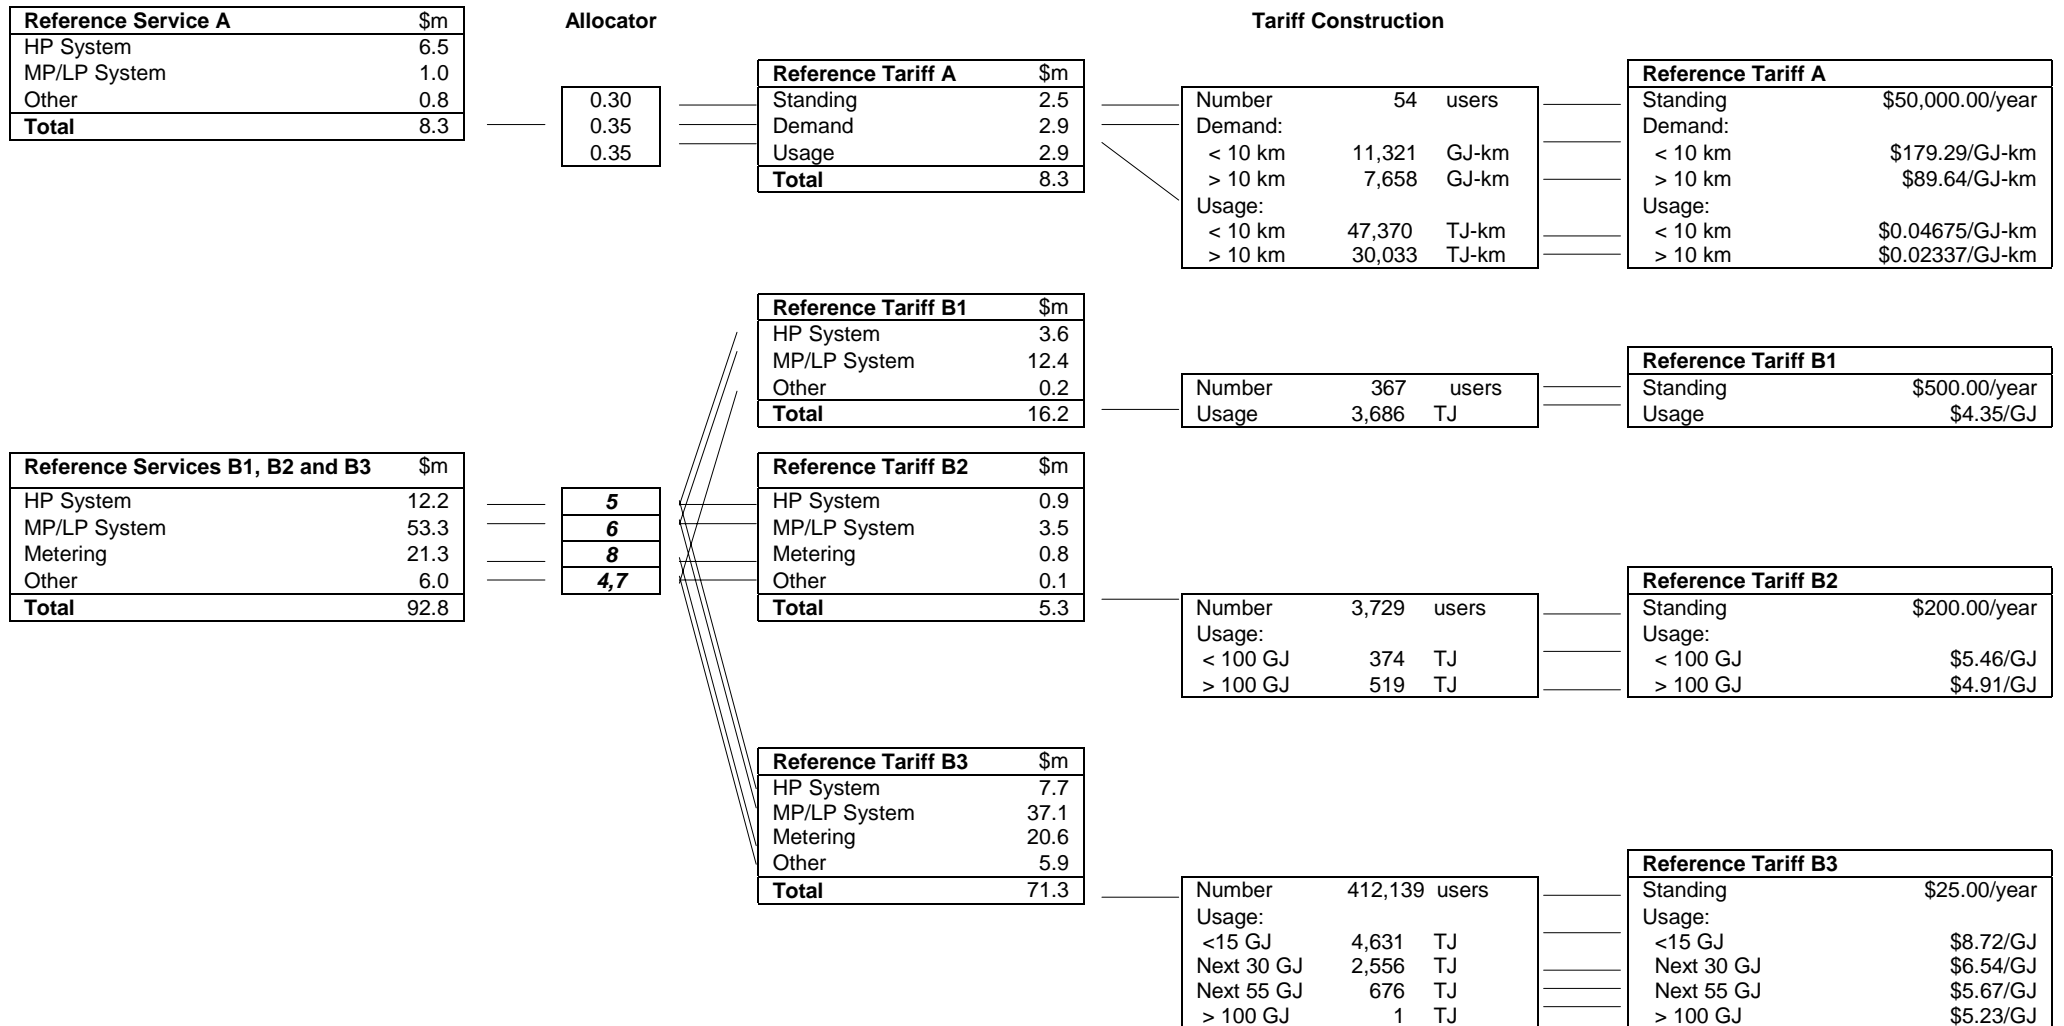 Reference Service A $m
HP System 6.5
MP/LP System 1.0
Other 0.8
Total 8.3
Allocator
0.30
0.35
0.35
Tariff Construction
Reference Tariff A $m
Standing 2.5
Demand 2.9
Usage 2.9
Total 8.3
Number 54 users
Demand:
< 10 km 11,321 GJ-km
> 10 km 7,658 GJ-km
Usage:
< 10 km 47,370 TJ-km
> 10 km 30,033 TJ-km
Reference Tariff A
Standing $50,000.00/year
Demand:
< 10 km $179.29/GJ-km
> 10 km $89.64/GJ-km
Usage:
< 10 km $0.04675/GJ-km
> 10 km $0.02337/GJ-km
Reference Tariff B1 $m
HP System 3.6
MP/LP System 12.4
Other 0.2
Total 16.2
Number 367 users
Usage 3,686 TJ
Reference Tariff B1
Standing $500.00/year
Usage $4.35/GJ
Reference Services B1, B2 and B3 $m
HP System 12.2
MP/LP System 53.3
Metering 21.3
Other 6.0
Total 92.8
5
6
8
4,7
Reference Tariff B2 $m
HP System 0.9
MP/LP System 3.5
Metering 0.8
Other 0.1
Total 5.3
Number 3,729 users
Usage:
< 100 GJ 374 TJ
> 100 GJ 519 TJ
Reference Tariff B2
Standing $200.00/year
Usage:
< 100 GJ $5.46/GJ
> 100 GJ $4.91/GJ
Reference Tariff B3 $m
HP System 7.7
MP/LP System 37.1
Metering 20.6
Other 5.9
Total 71.3
Number 412,139 users
Usage:
<15 GJ 4,631 TJ
Next 30 GJ 2,556 TJ
Next 55 GJ 676 TJ
> 100 GJ 1 TJ
Reference Tariff B3
Standing $25.00/year
Usage:
<15 GJ $8.72/GJ
Next 30 GJ $6.54/GJ
Next 55 GJ $5.67/GJ
> 100 GJ $5.23/GJ